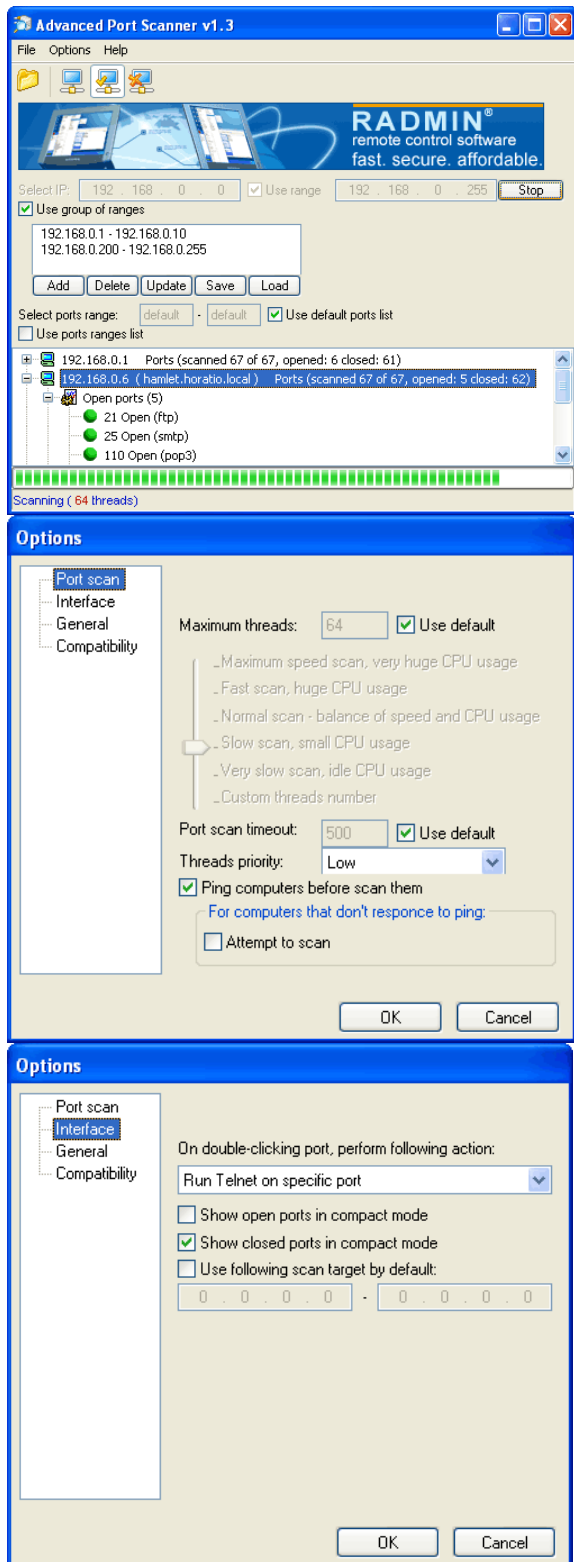 Advanced Port Scanner v1.3
File Options Help
RADMIN®
remote control software
fast. secure. affordable.
Select IP: 192 . 168 . 0 . 0 Use range 192 . 168 . 0 . 255 Stop
Use group of ranges
192.168.0.1 - 192.168.0.10
192.168.0.200 - 192.168.0.255
Add Delete Update Save Load
Select ports range: default - default Use default ports list
Use ports ranges list
192.168.0.1 Ports (scanned 67 of 67, opened: 6 closed: 61)
192.168.0.6 ( hamlet.horatio.local ) Ports (scanned 67 of 67, opened: 5 closed: 62)
Open ports (5)
21 Open (ftp)
25 Open (smtp)
110 Open (pop3)
Scanning ( 64 threads)
Options
Port scan
Interface
General
Compatibility
Maximum threads: 64 Use default
Maximum speed scan, very huge CPU usage
Fast scan, huge CPU usage
Normal scan - balance of speed and CPU usage
Slow scan, small CPU usage
Very slow scan, idle CPU usage
Custom threads number
Port scan timeout: 500 Use default
Threads priority: Low
Ping computers before scan them
For computers that don't responce to ping:
Attempt to scan
OK Cancel
Options
Port scan
Interface
General
Compatibility
On double-clicking port, perform following action:
Run Telnet on specific port
Show open ports in compact mode
Show closed ports in compact mode
Use following scan target by default:
0 . 0 . 0 . 0 - 0 . 0 . 0 . 0
OK Cancel